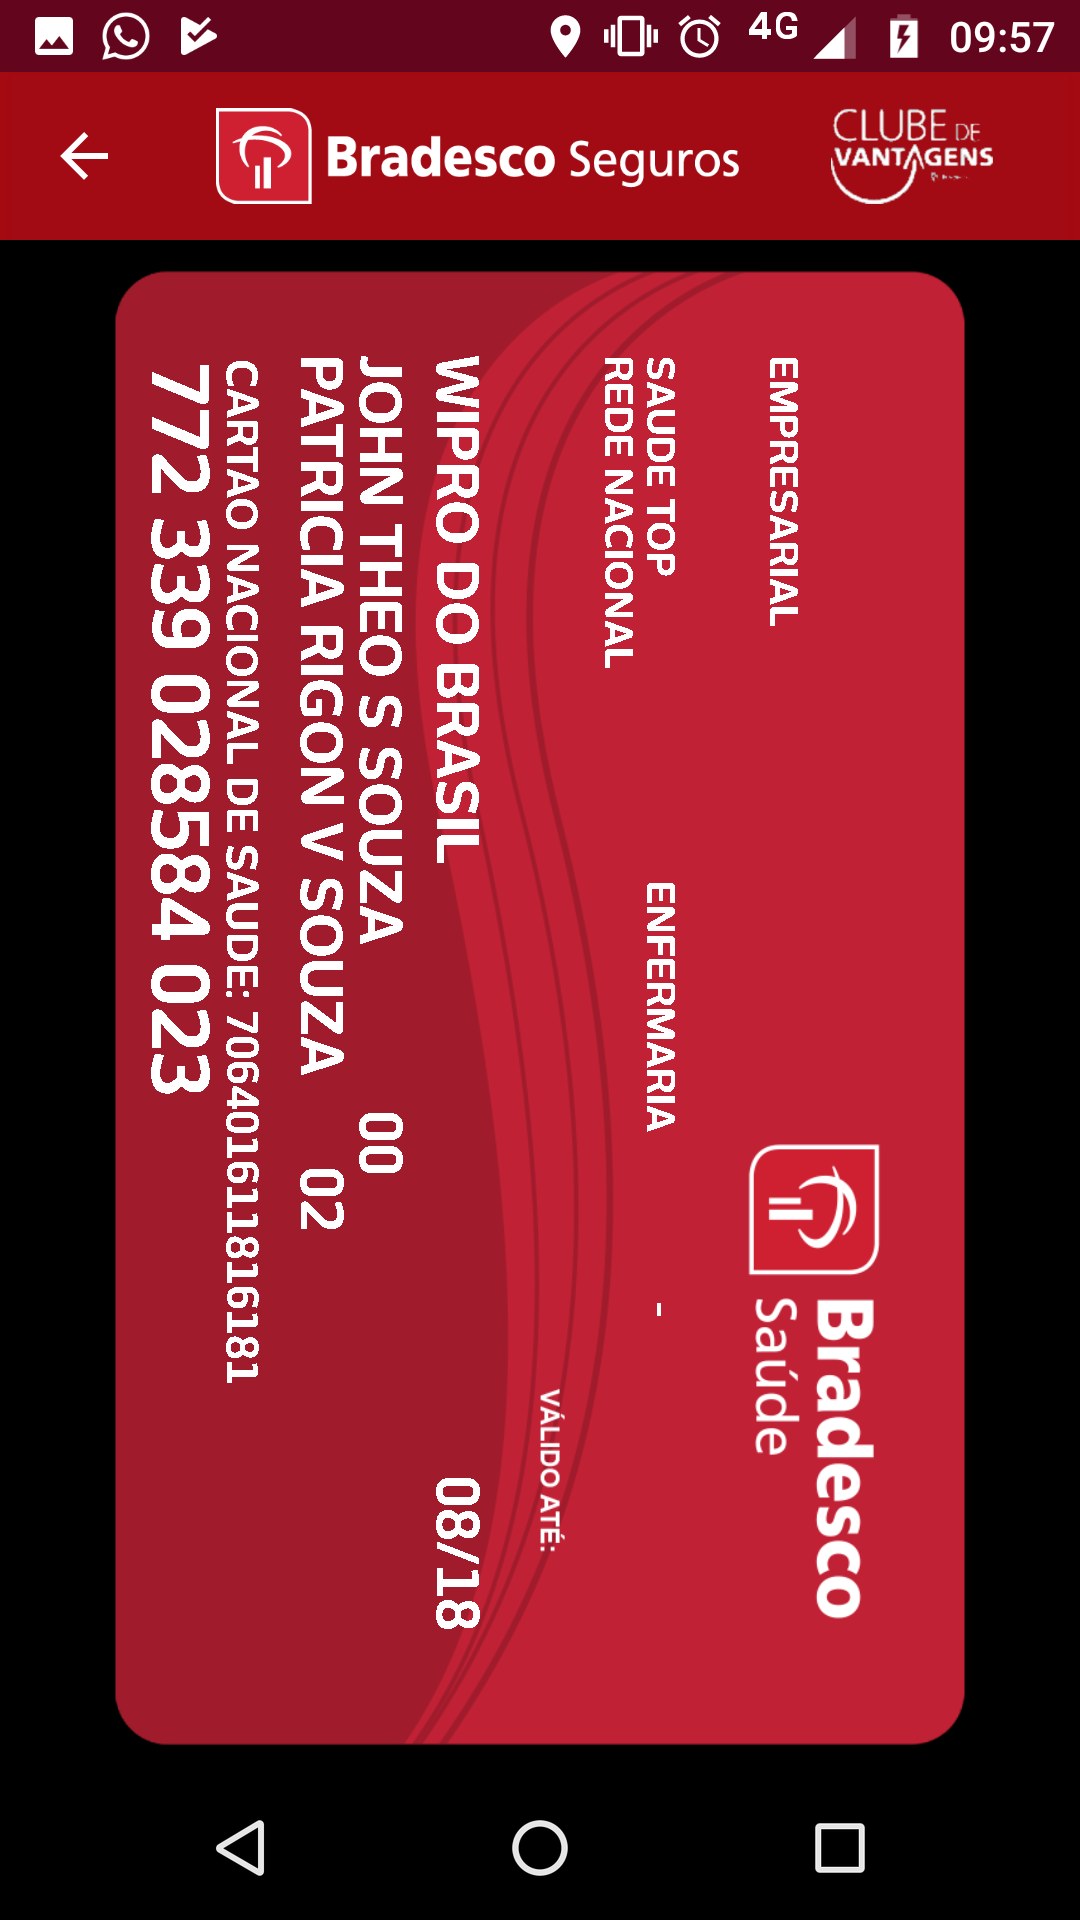 4G 09:57
Bradesco Seguros
CLUBE DE
VANTAGENS
Bradesco
Saúde
EMPRESARIAL
SAUDE TOP ENFERMARIA -
REDE NACIONAL
VÁLIDO ATÉ:
WIPRO DO BRASIL 08/18
JOHN THEO S SOUZA 00
PATRICIA RIGON V SOUZA 02
CARTAO NACIONAL DE SAUDE: 706401611816181
772 339 028584 023